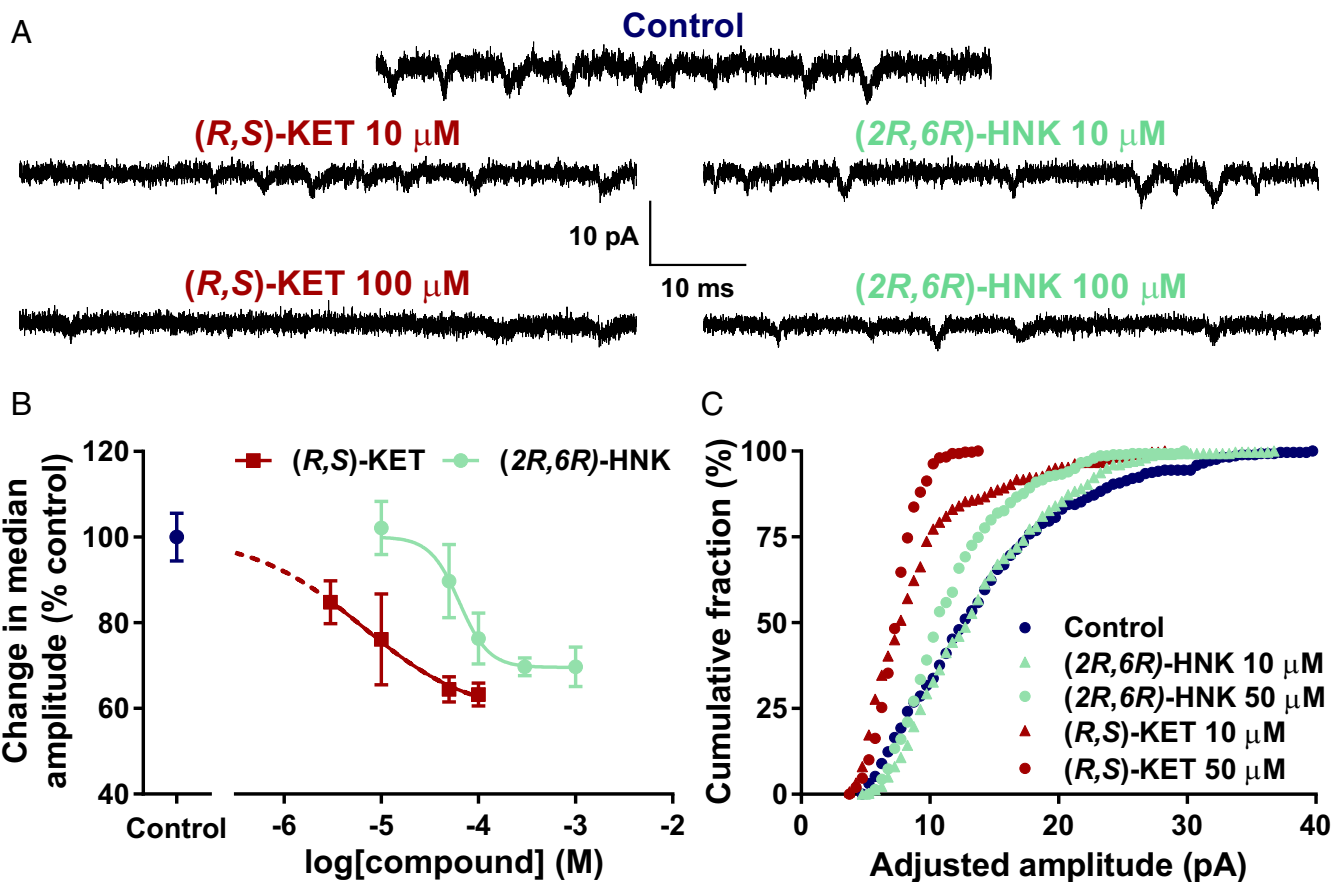 A
Control
(R,S)-KET 10 μM
(2R,6R)-HNK 10 μM
10 pA
10 ms
(R,S)-KET 100 μM
(2R,6R)-HNK 100 μM
B
Change in median
amplitude (% control)
120
100
80
60
40
(R,S)-KET
(2R,6R)-HNK
Control
-6
-5
-4
-3
-2
log[compound] (M)
C
Cumulative fraction (%)
100
75
50
25
0
Control
(2R,6R)-HNK 10 μM
(2R,6R)-HNK 50 μM
(R,S)-KET 10 μM
(R,S)-KET 50 μM
0
10
20
30
40
Adjusted amplitude (pA)